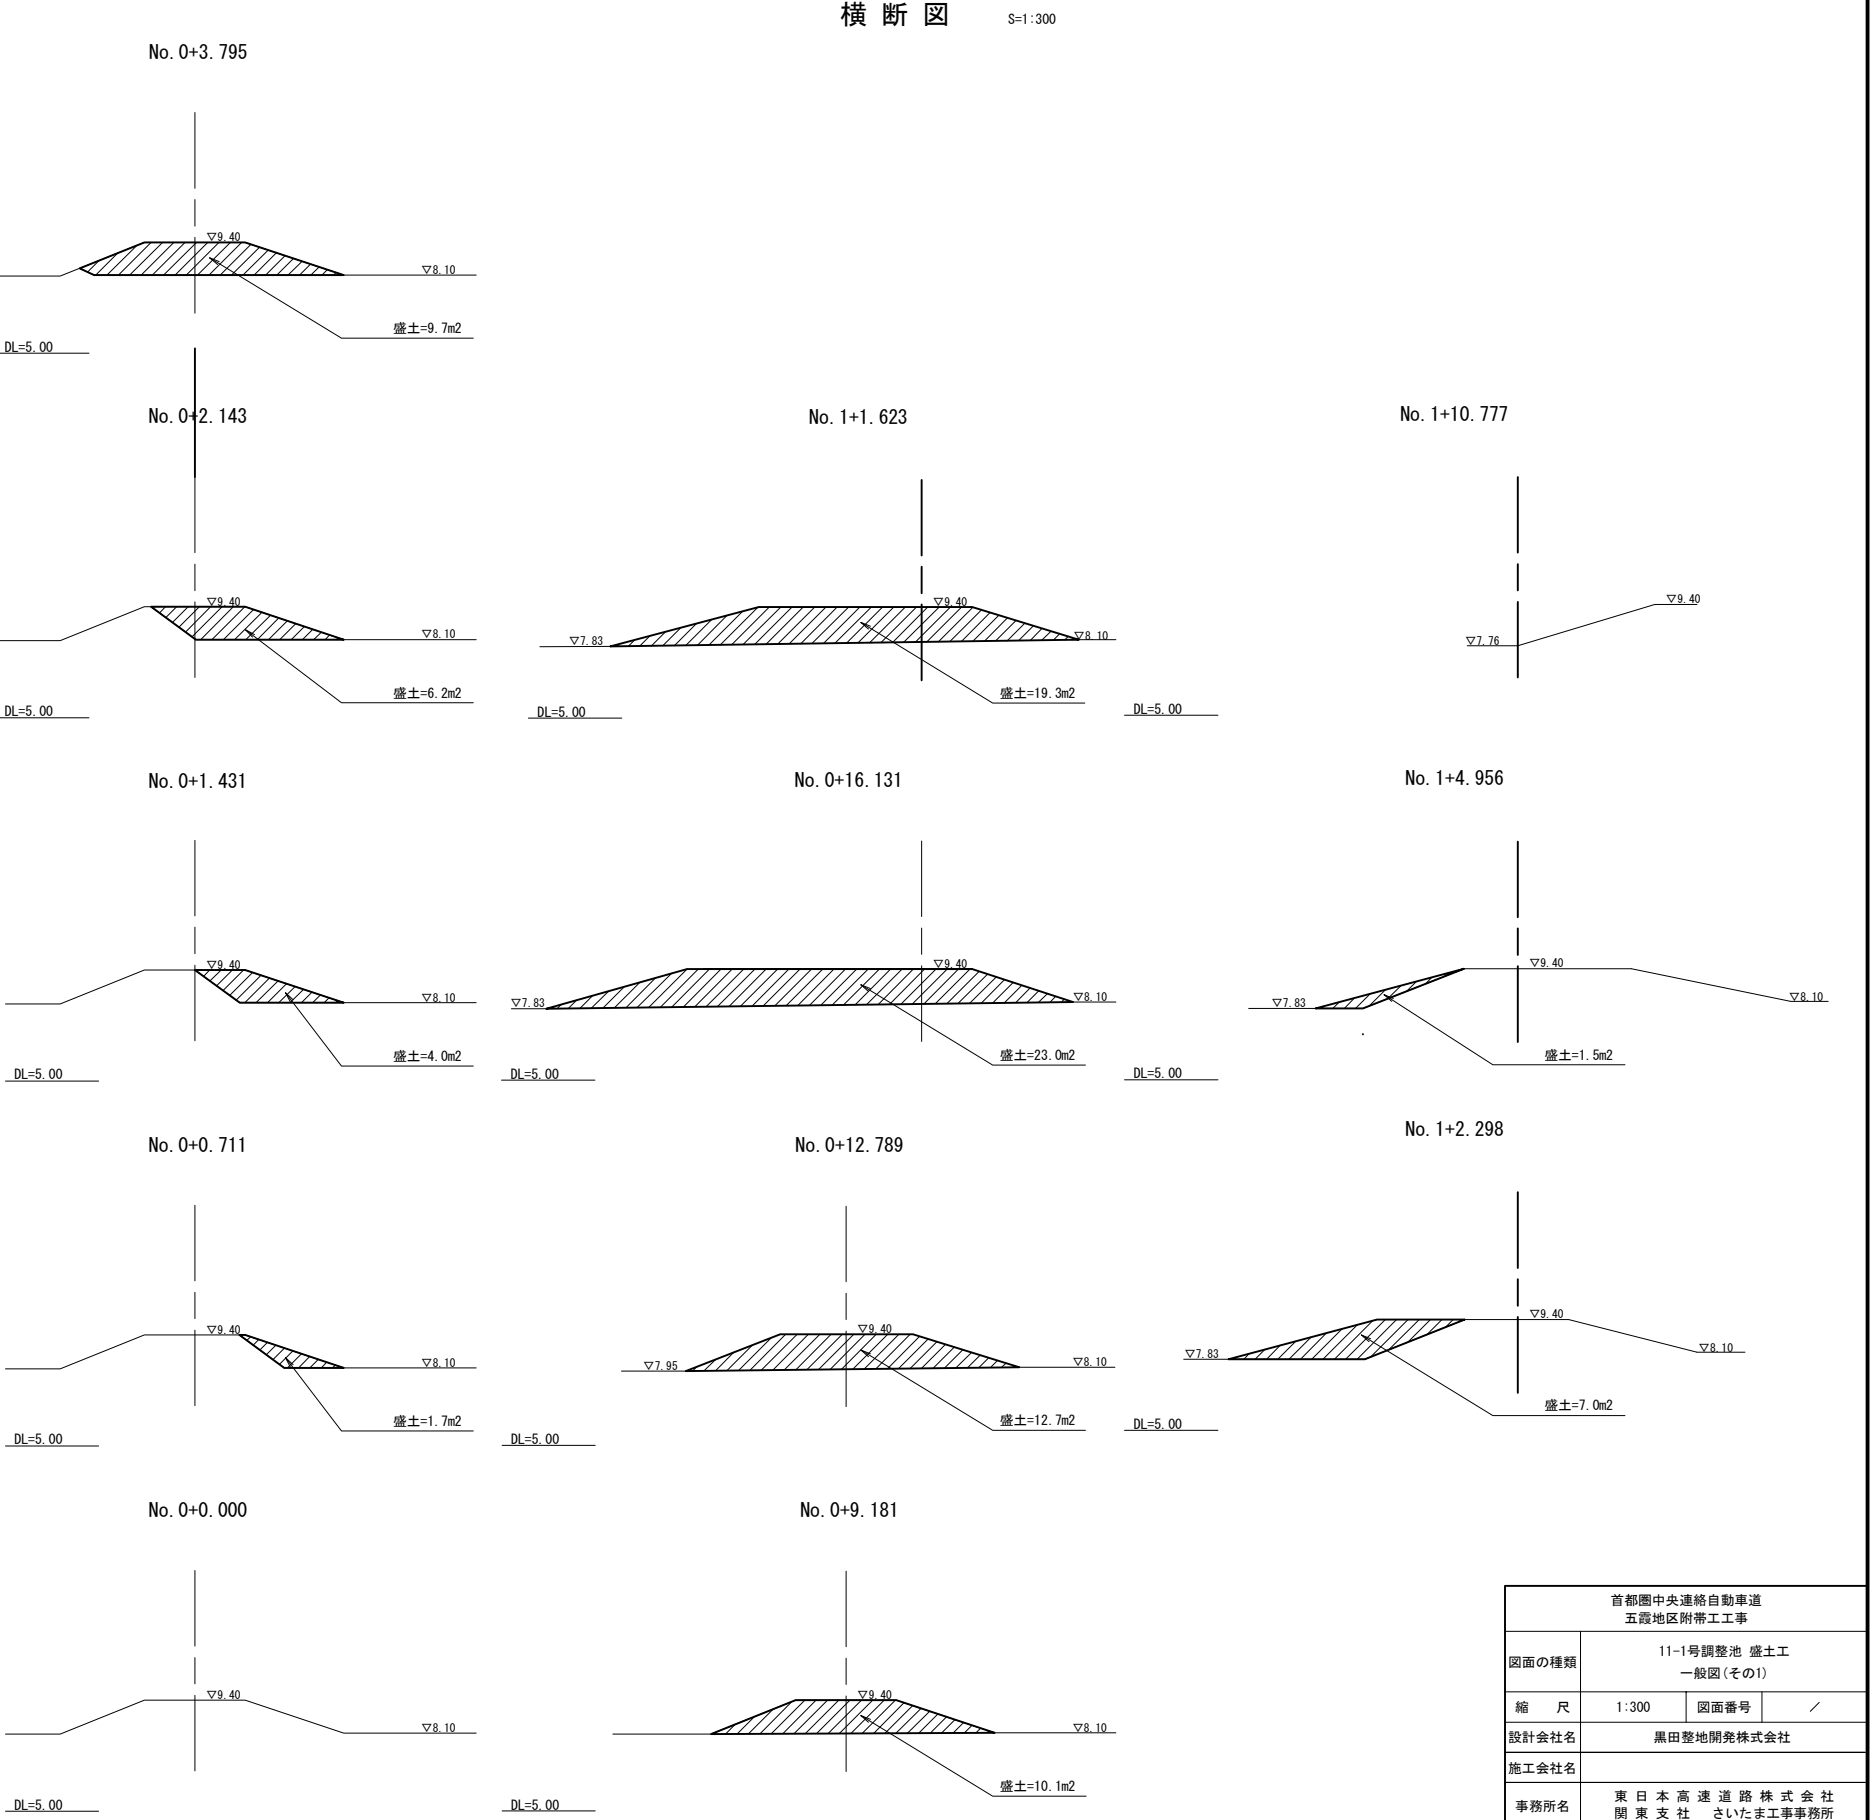 横 断 図 S=1:300
No.0+3.795
▽9.40
▽8.10
盛土=9.7m2
DL=5.00
No.0+2.143
▽9.40
▽8.10
盛土=6.2m2
DL=5.00
No.1+1.623
▽9.40
▽7.83
▽8.10
盛土=19.3m2
DL=5.00
No.1+10.777
▽9.40
▽7.76
DL=5.00
No.0+1.431
▽9.40
▽8.10
盛土=4.0m2
DL=5.00
No.0+16.131
▽9.40
▽7.83
▽8.10
盛土=23.0m2
DL=5.00
No.1+4.956
▽9.40
▽7.83
▽8.10
盛土=1.5m2
DL=5.00
No.0+0.711
▽9.40
▽8.10
盛土=1.7m2
DL=5.00
No.0+12.789
▽9.40
▽7.95
▽8.10
盛土=12.7m2
DL=5.00
No.1+2.298
▽9.40
▽7.83
▽8.10
盛土=7.0m2
DL=5.00
No.0+0.000
▽9.40
▽8.10
DL=5.00
No.0+9.181
▽9.40
▽8.10
盛土=10.1m2
DL=5.00
首都圏中央連絡自動車道
五霞地区附帯工工事
図面の種類 11-1号調整池 盛土工
一般図(その1)
縮 尺 1:300 図面番号 /
設計会社名 黒田整地開発株式会社
施工会社名
事務所名 東日本高速道路株式会社
関東支社 さいたま工事事務所